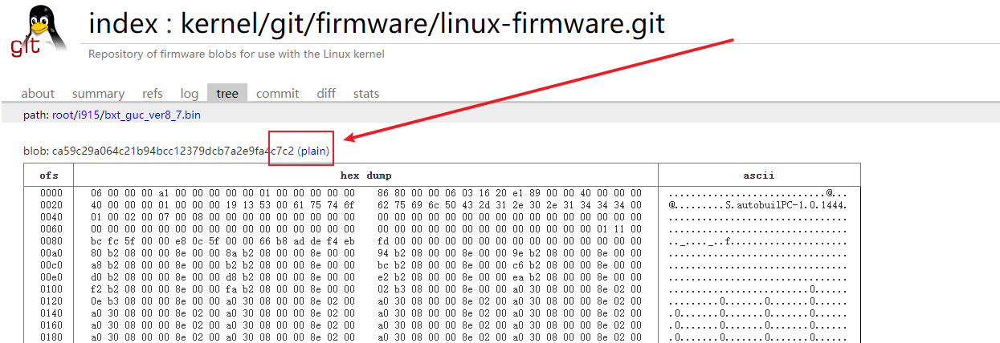 git
index : kernel/git/firmware/linux-firmware.git
Repository of firmware blobs for use with the Linux kernel
about summary refs log tree commit diff stats
path: root/i915/bxt_guc_ver8_7.bin
blob: ca59c29a064c21b94bcc12379dcb7a2e9fa4c7c2 (plain)
ofs hex dump ascii
0000 06 00 00 00 a1 00 00 00 00 00 01 00 00 00 00 00 86 80 00 00 06 03 16 20 e1 89 00 00 40 00 00 00 ............................@...
0020 40 00 00 00 01 00 00 00 19 13 53 00 61 75 74 6f 62 75 69 6c 50 43 2d 31 2e 30 2e 31 34 34 34 00 @.........S.autobuilPC-1.0.1444.
0040 01 00 02 00 07 00 08 00 00 00 00 00 00 00 00 00 00 00 00 00 00 00 00 00 00 00 00 00 00 00 00 00 ................................
0060 00 00 00 00 00 00 00 00 00 00 00 00 00 00 00 00 00 00 00 00 00 00 00 00 00 00 00 00 00 01 11 00 ................................
0080 bc fc 5f 00 00 e8 0c 5f 00 00 66 b8 ad de f4 eb fd 00 00 00 00 00 00 00 00 00 00 00 00 00 00 00 .._...._..f.....................
00a0 80 b2 08 00 00 8e 00 00 8a b2 08 00 00 8e 00 00 94 b2 08 00 00 8e 00 00 9e b2 08 00 00 8e 00 00 ................................
00c0 a8 b2 08 00 00 8e 00 00 b2 b2 08 00 00 8e 00 00 bc b2 08 00 00 8e 00 00 c6 b2 08 00 00 8e 00 00 ................................
00e0 d0 b2 08 00 00 8e 00 00 d8 b2 08 00 00 8e 00 00 e2 b2 08 00 00 8e 00 00 ea b2 08 00 00 8e 00 00 ................................
0100 f2 b2 08 00 00 8e 00 00 fa b2 08 00 00 8e 00 00 02 b3 08 00 00 8e 00 00 a0 30 08 00 00 8e 02 00 .........................0......
0120 0e b3 08 00 00 8e 00 00 a0 30 08 00 00 8e 02 00 a0 30 08 00 00 8e 02 00 a0 30 08 00 00 8e 02 00 .........0.......0.......0......
0140 a0 30 08 00 00 8e 02 00 a0 30 08 00 00 8e 02 00 a0 30 08 00 00 8e 02 00 a0 30 08 00 00 8e 02 00 .0.......0.......0.......0......
0160 a0 30 08 00 00 8e 02 00 a0 30 08 00 00 8e 02 00 a0 30 08 00 00 8e 02 00 a0 30 08 00 00 8e 02 00 .0.......0.......0.......0......
0180 a0 30 08 00 00 8e 02 00 a0 30 08 00 00 8e 02 00 a0 30 08 00 00 8e 02 00 a0 30 08 00 00 8e 02 00 .0.......0.......0.......0......